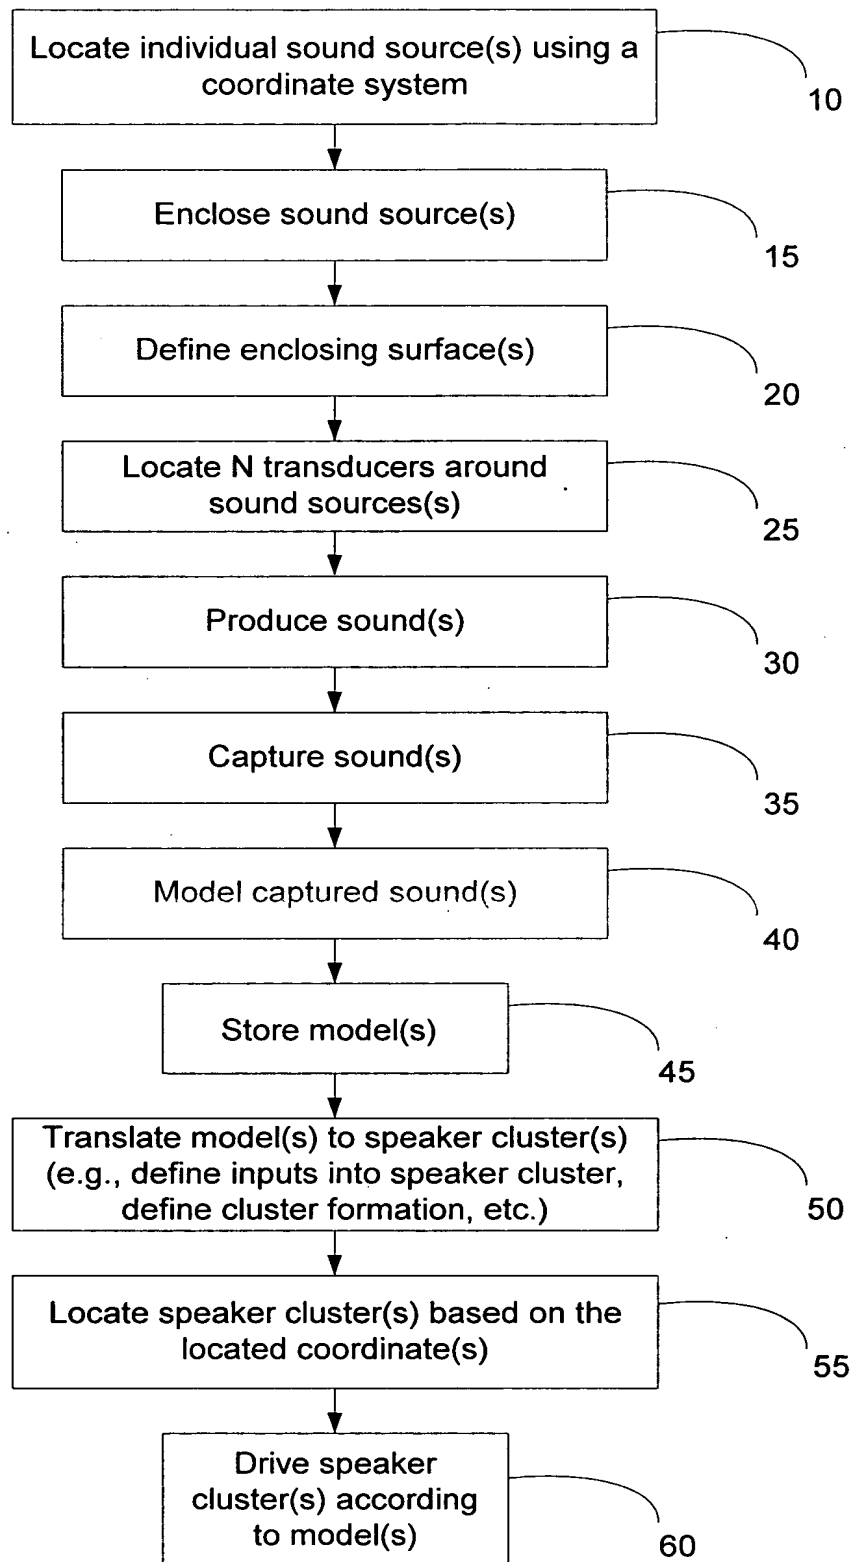 Locate individual sound source(s) using a
coordinate system
10
Enclose sound source(s)
15
Define enclosing surface(s)
20
Locate N transducers around
sound sources(s)
25
Produce sound(s)
30
Capture sound(s)
35
Model captured sound(s)
40
Store model(s)
45
Translate model(s) to speaker cluster(s)
(e.g., define inputs into speaker cluster,
define cluster formation, etc.)
50
Locate speaker cluster(s) based on the
located coordinate(s)
55
Drive speaker
cluster(s) according
to model(s)
60